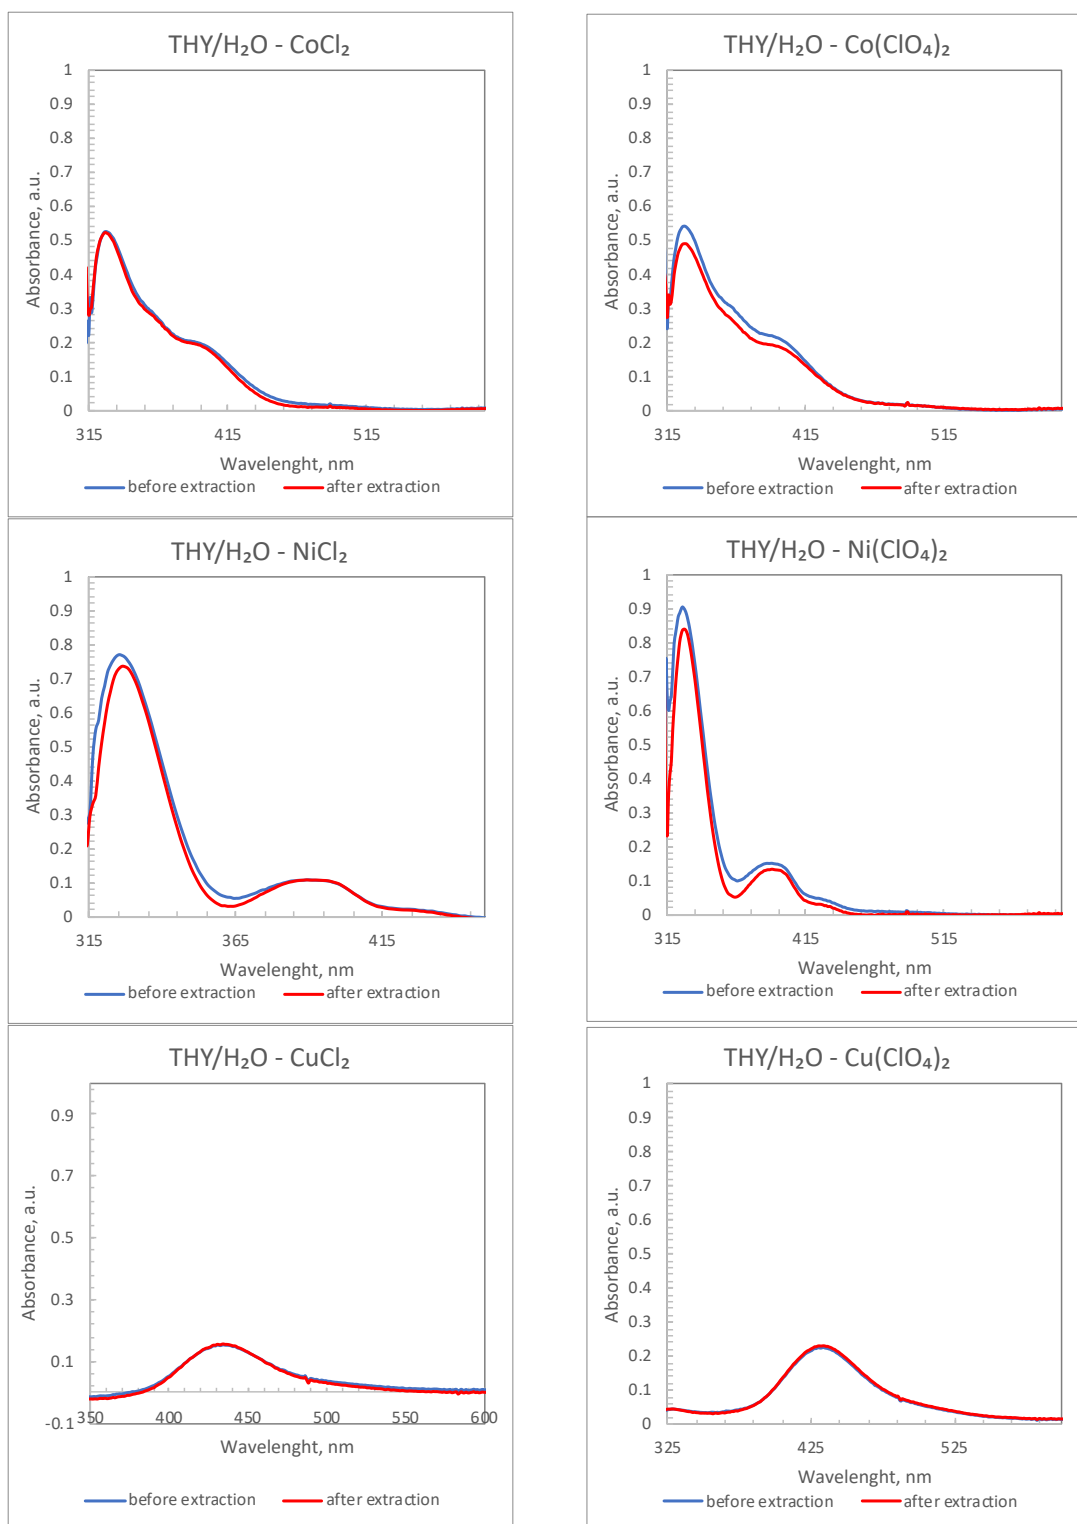 THY/H₂O - CoCl₂
1
0.9
0.8
0.7
0.6
0.5
0.4
0.3
0.2
0.1
0
Absorbance, a.u.
315 415 515
Wavelenght, nm
before extraction after extraction
THY/H₂O - Co(ClO₄)₂
1
0.9
0.8
0.7
0.6
0.5
0.4
0.3
0.2
0.1
0
Absorbance, a.u.
315 415 515
Wavelenght, nm
before extraction after extraction
THY/H₂O - NiCl₂
1
0.9
0.8
0.7
0.6
0.5
0.4
0.3
0.2
0.1
0
Absorbance, a.u.
315 365 415
Wavelenght, nm
before extraction after extraction
THY/H₂O - Ni(ClO₄)₂
1
0.9
0.8
0.7
0.6
0.5
0.4
0.3
0.2
0.1
0
Absorbance, a.u.
315 415 515
Wavelenght, nm
before extraction after extraction
THY/H₂O - CuCl₂
0.9
0.7
0.5
0.3
0.1
-0.1
Absorbance, a.u.
350 400 450 500 550 600
Wavelenght, nm
before extraction after extraction
THY/H₂O - Cu(ClO₄)₂
1
0.9
0.8
0.7
0.6
0.5
0.4
0.3
0.2
0.1
0
Absorbance, a.u.
325 425 525
Wavelenght, nm
before extraction after extraction